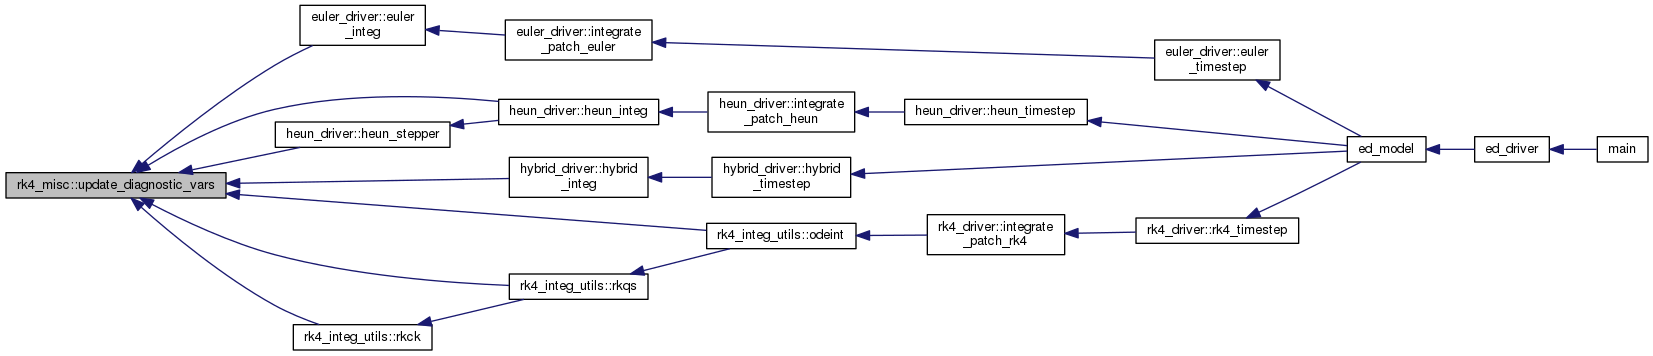 euler_driver::euler
_integ
euler_driver::integrate
_patch_euler
euler_driver::euler
_timestep
heun_driver::heun_integ
heun_driver::integrate
_patch_heun
heun_driver::heun_timestep
heun_driver::heun_stepper
ed_model
ed_driver
main
rk4_misc::update_diagnostic_vars
hybrid_driver::hybrid
_integ
hybrid_driver::hybrid
_timestep
rk4_integ_utils::odeint
rk4_driver::integrate
_patch_rk4
rk4_driver::rk4_timestep
rk4_integ_utils::rkqs
rk4_integ_utils::rkck